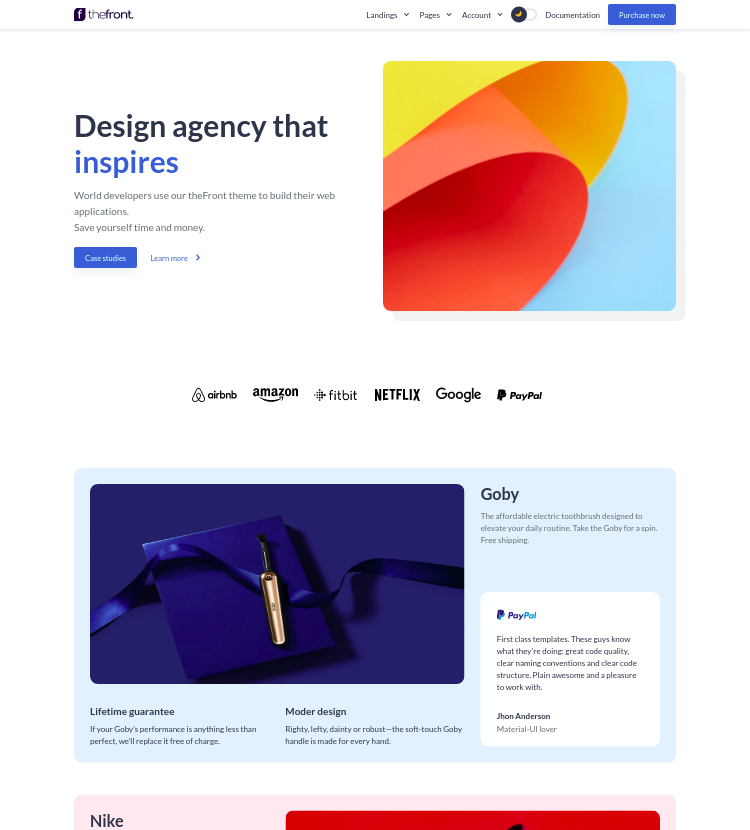 thefront.
Landings
Pages
Account
Documentation
Purchase now
Design agency that
inspires
World developers use our theFront theme to build their web
applications.
Save yourself time and money.
Case studies
Learn more
airbnb
amazon
fitbit
NETFLIX
Google
PayPal
Goby
The affordable electric toothbrush designed to
elevate your daily routine. Take the Goby for a spin.
Free shipping.
PayPal
First class templates. These guys know
what they're doing: great code quality,
clear naming conventions and clear code
structure. Plain awesome and a pleasure
to work with.
Jhon Anderson
Material-UI lover
Lifetime guarantee
If your Goby's performance is anything less than
perfect, we'll replace it free of charge.
Moder design
Righty, lefty, dainty or robust—the soft-touch Goby
handle is made for every hand.
Nike